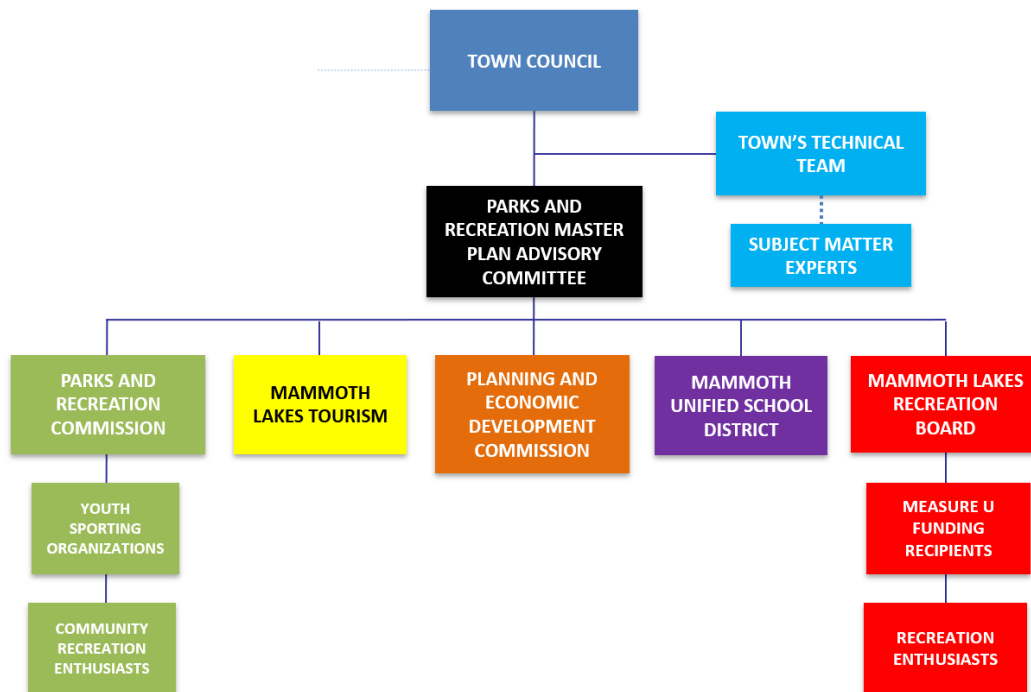 TOWN COUNCIL
TOWN'S TECHNICAL
TEAM
PARKS AND
RECREATION MASTER
PLAN ADVISORY
COMMITTEE
SUBJECT MATTER
EXPERTS
PARKS AND
RECREATION
COMMISSION
MAMMOTH
LAKES TOURISM
PLANNING AND
ECONOMIC
DEVELOPMENT
COMMISSION
MAMMOTH
UNIFIED SCHOOL
DISTRICT
MAMMOTH LAKES
RECREATION
BOARD
YOUTH
SPORTING
ORGANIZATIONS
MEASURE U
FUNDING
RECIPIENTS
COMMUNITY
RECREATION
ENTHUSIASTS
RECREATION
ENTHUSIASTS